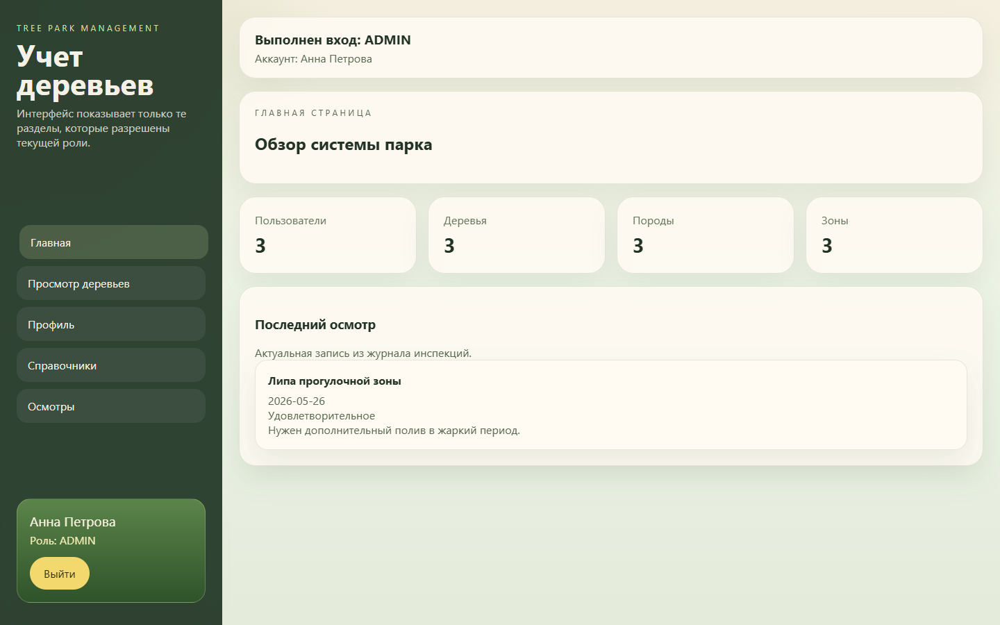 TREE PARK MANAGEMENT
Учет
деревьев
Интерфейс показывает только те
разделы, которые разрешены
текущей роли.
Главная
Просмотр деревьев
Профиль
Справочники
Осмотры
Анна Петрова
Роль: ADMIN
Выйти
Выполнен вход: ADMIN
Аккаунт: Анна Петрова
ГЛАВНАЯ СТРАНИЦА
Обзор системы парка
Пользователи
3
Деревья
3
Породы
3
Зоны
3
Последний осмотр
Актуальная запись из журнала инспекций.
Липа прогулочной зоны
2026-05-26
Удовлетворительное
Нужен дополнительный полив в жаркий период.